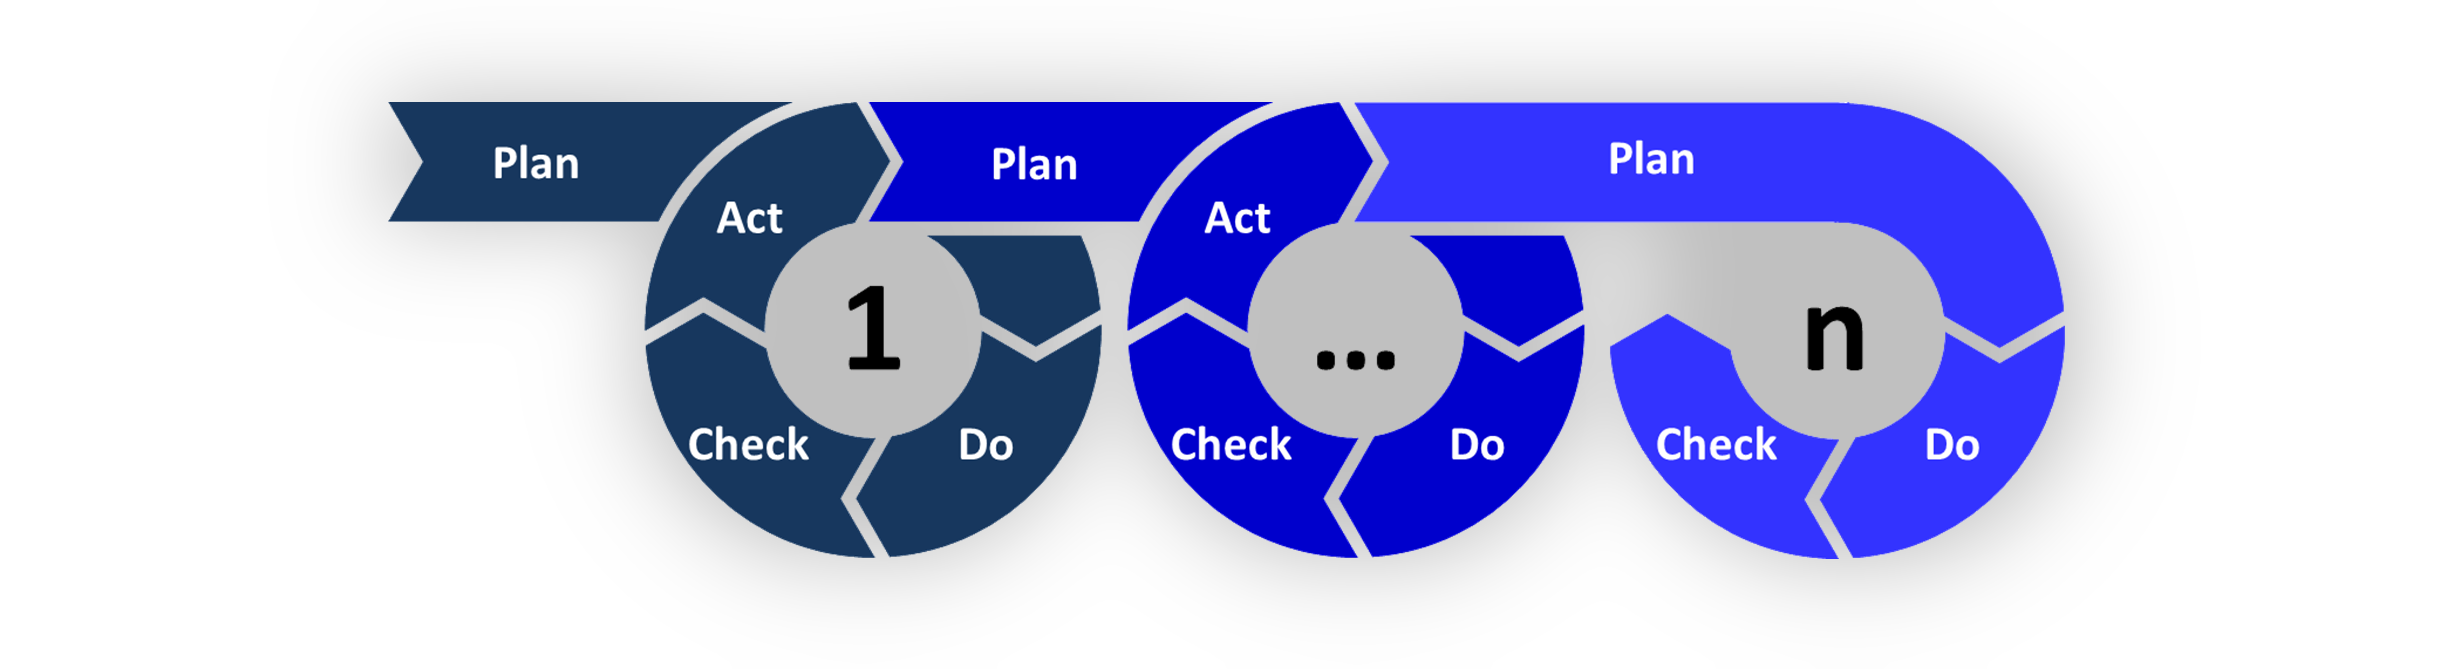 Plan
Plan
Plan
Act
Act
1
...
n
Check
Do
Check
Do
Check
Do